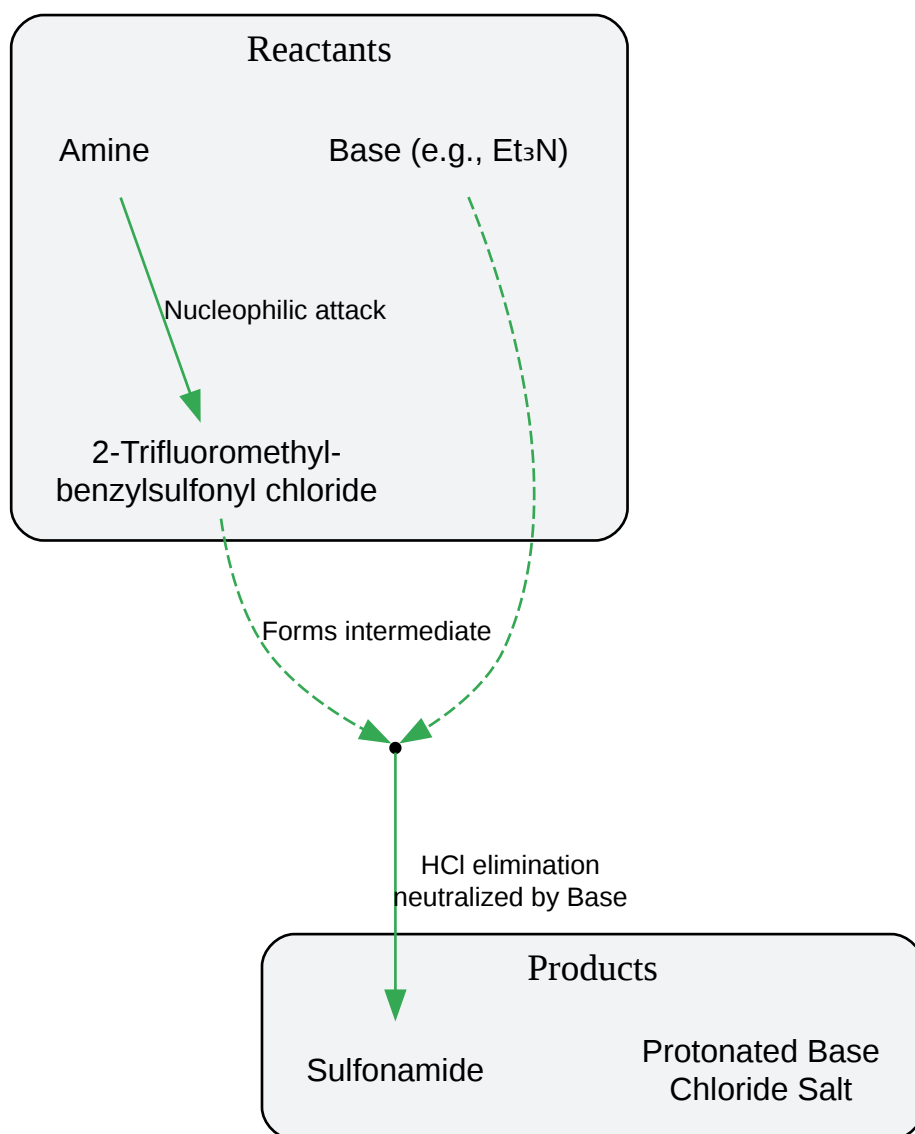 Reactants
Amine
Base (e.g., Et₃N)
Nucleophilic attack
2-Trifluoromethyl-
benzylsulfonyl chloride
Forms intermediate
HCl elimination
neutralized by Base
Products
Sulfonamide
Protonated Base
Chloride Salt